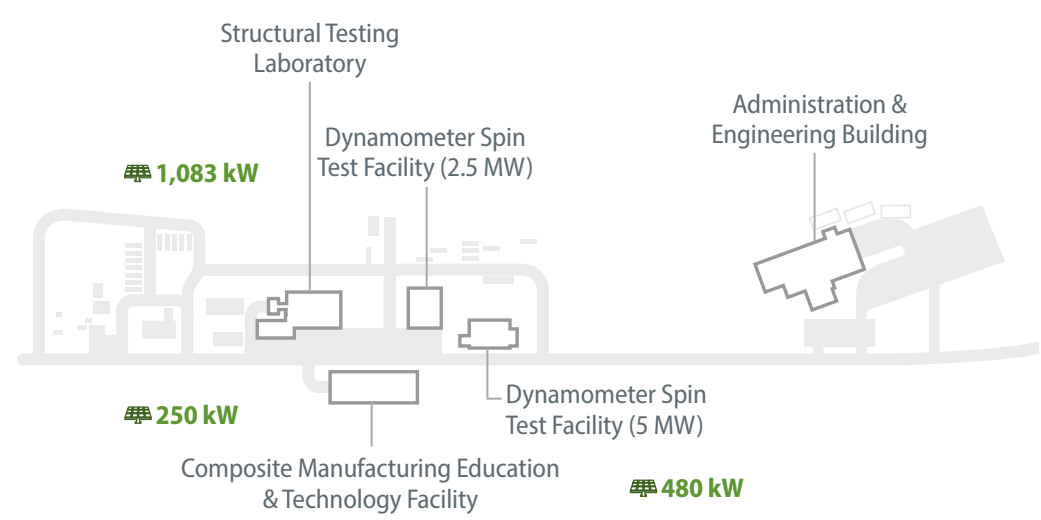 Structural Testing
Laboratory
Dynamometer Spin
Test Facility (2.5 MW)
Administration &
Engineering Building
1,083 kW
Dynamometer Spin
Test Facility (5 MW)
250 kW
Composite Manufacturing Education
& Technology Facility
480 kW